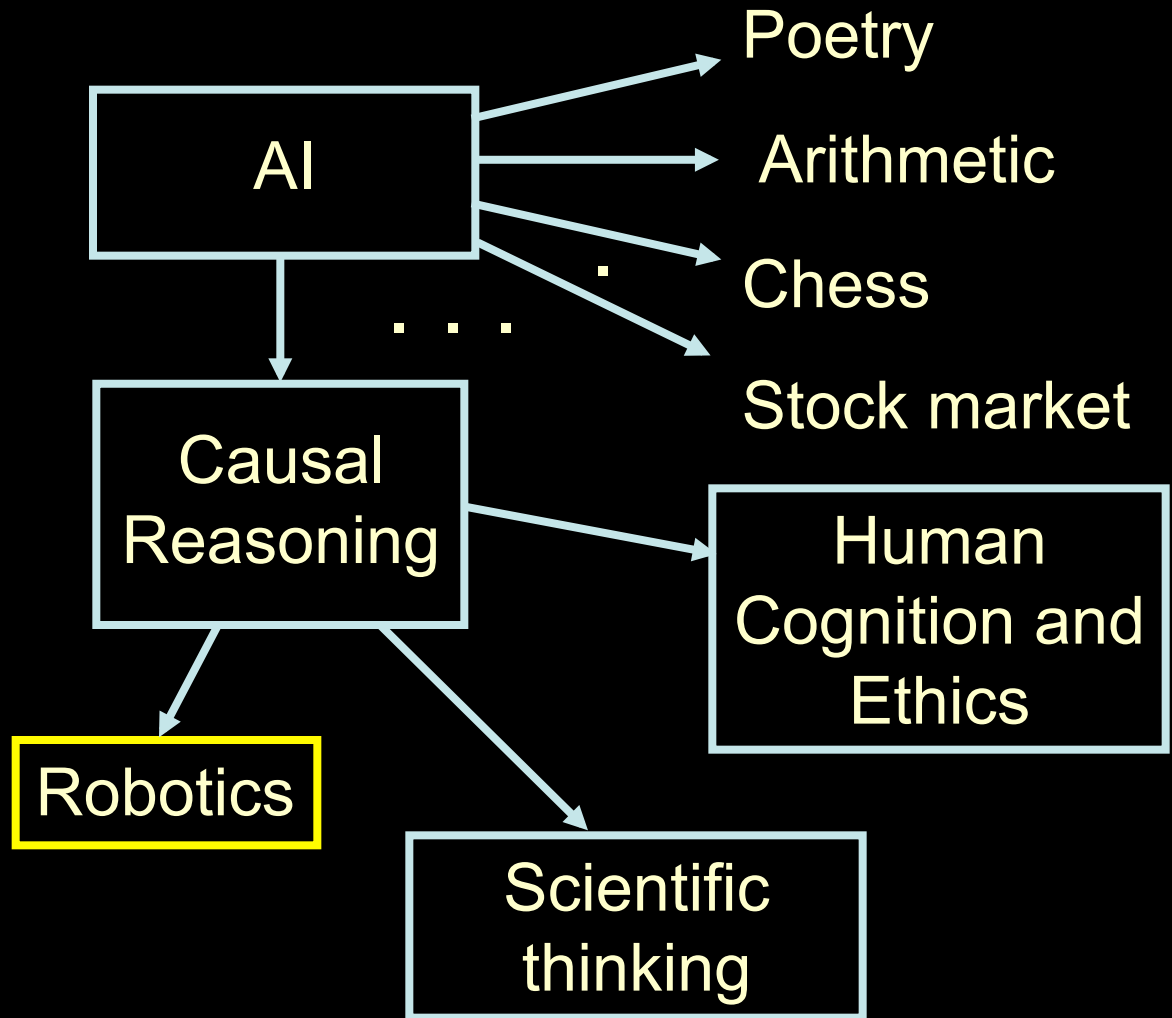 Poetry
AI
Arithmetic
Chess
. . . .
Stock market
Causal
Reasoning
Human
Cognition and
Ethics
Robotics
Scientific
thinking